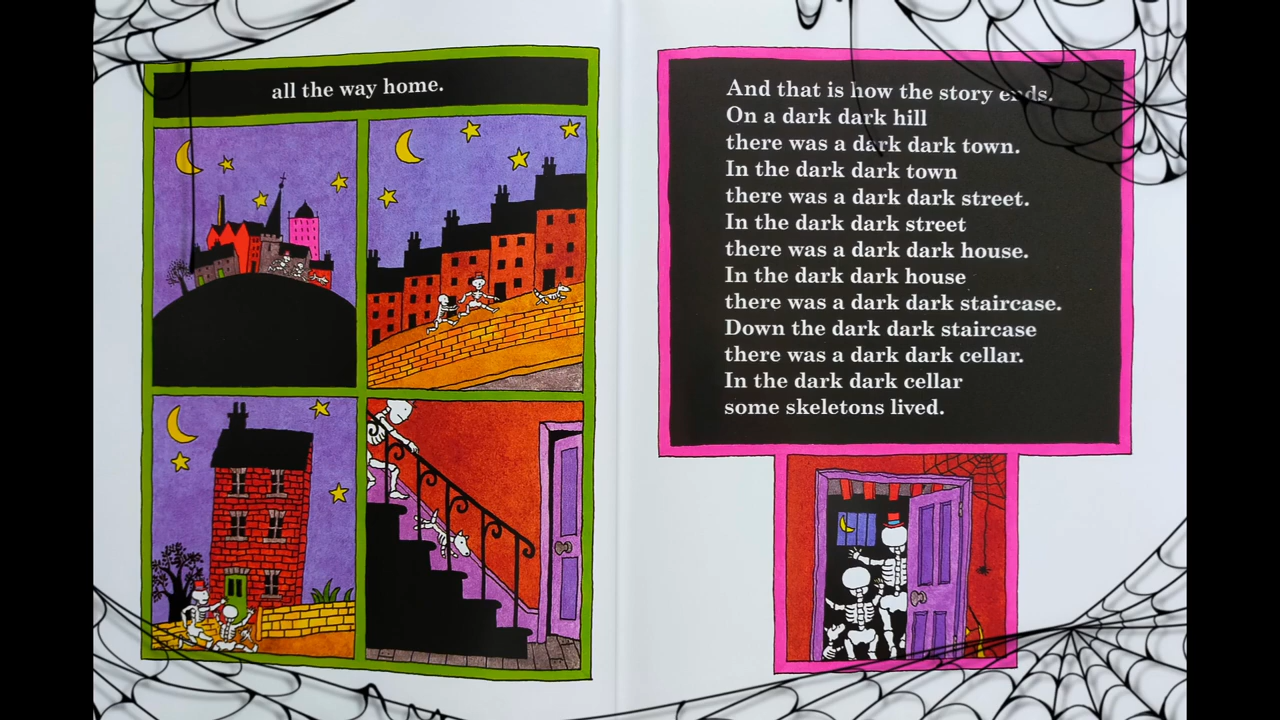 all the way home.
And that is how the story ends.
On a dark dark hill
there was a dark dark town.
In the dark dark town
there was a dark dark street.
In the dark dark street
there was a dark dark house.
In the dark dark house
there was a dark dark staircase.
Down the dark dark staircase
there was a dark dark cellar.
In the dark dark cellar
some skeletons lived.